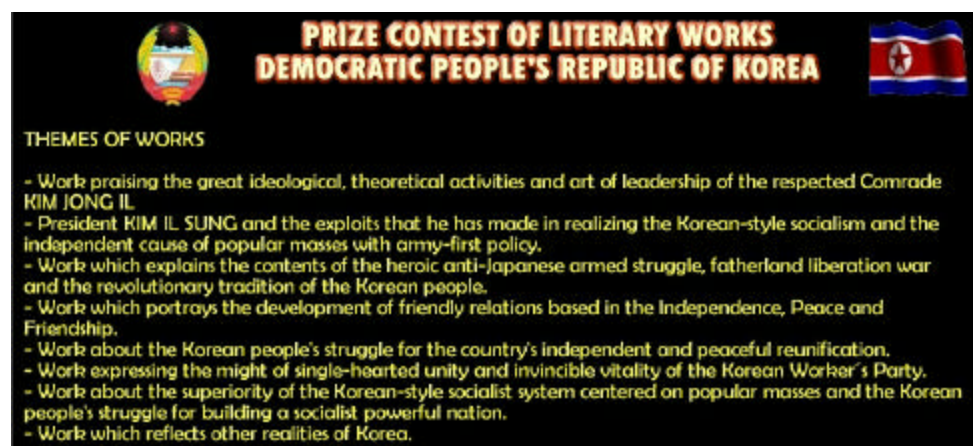 PRIZE CONTEST OF LITERARY WORKS
DEMOCRATIC PEOPLE'S REPUBLIC OF KOREA
THEMES OF WORKS
- Work praising the great ideological, theoretical activities and art of leadership of the respected Comrade
KIM JONG IL
- President KIM IL SUNG and the exploits that he has made in realizing the Korean-style socialism and the
independent cause of popular masses with army-first policy.
- Work which explains the contents of the heroic anti-Japanese armed struggle, fatherland liberation war
and the revolutionary tradition of the Korean people.
- Work which portrays the development of friendly relations based in the Independence, Peace and
Friendship.
- Work about the Korean people's struggle for the country's independent and peaceful reunification.
- Work expressing the might of single-hearted unity and invincible vitality of the Korean Worker´s Party.
- Work about the superiority of the Korean-style socialist system centered on popular masses and the Korean
people's struggle for building a socialist powerful nation.
- Work which reflects other realities of Korea.